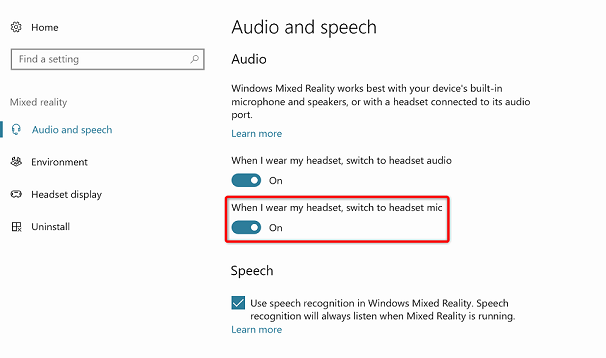 Home
Find a setting
Mixed reality
Audio and speech
Environment
Headset display
Uninstall
Audio and speech
Audio
Windows Mixed Reality works best with your device's built-in
microphone and speakers, or with a headset connected to its audio
port.
Learn more
When I wear my headset, switch to headset audio
On
When I wear my headset, switch to headset mic
On
Speech
Use speech recognition in Windows Mixed Reality. Speech
recognition will always listen when Mixed Reality is running.
Learn more